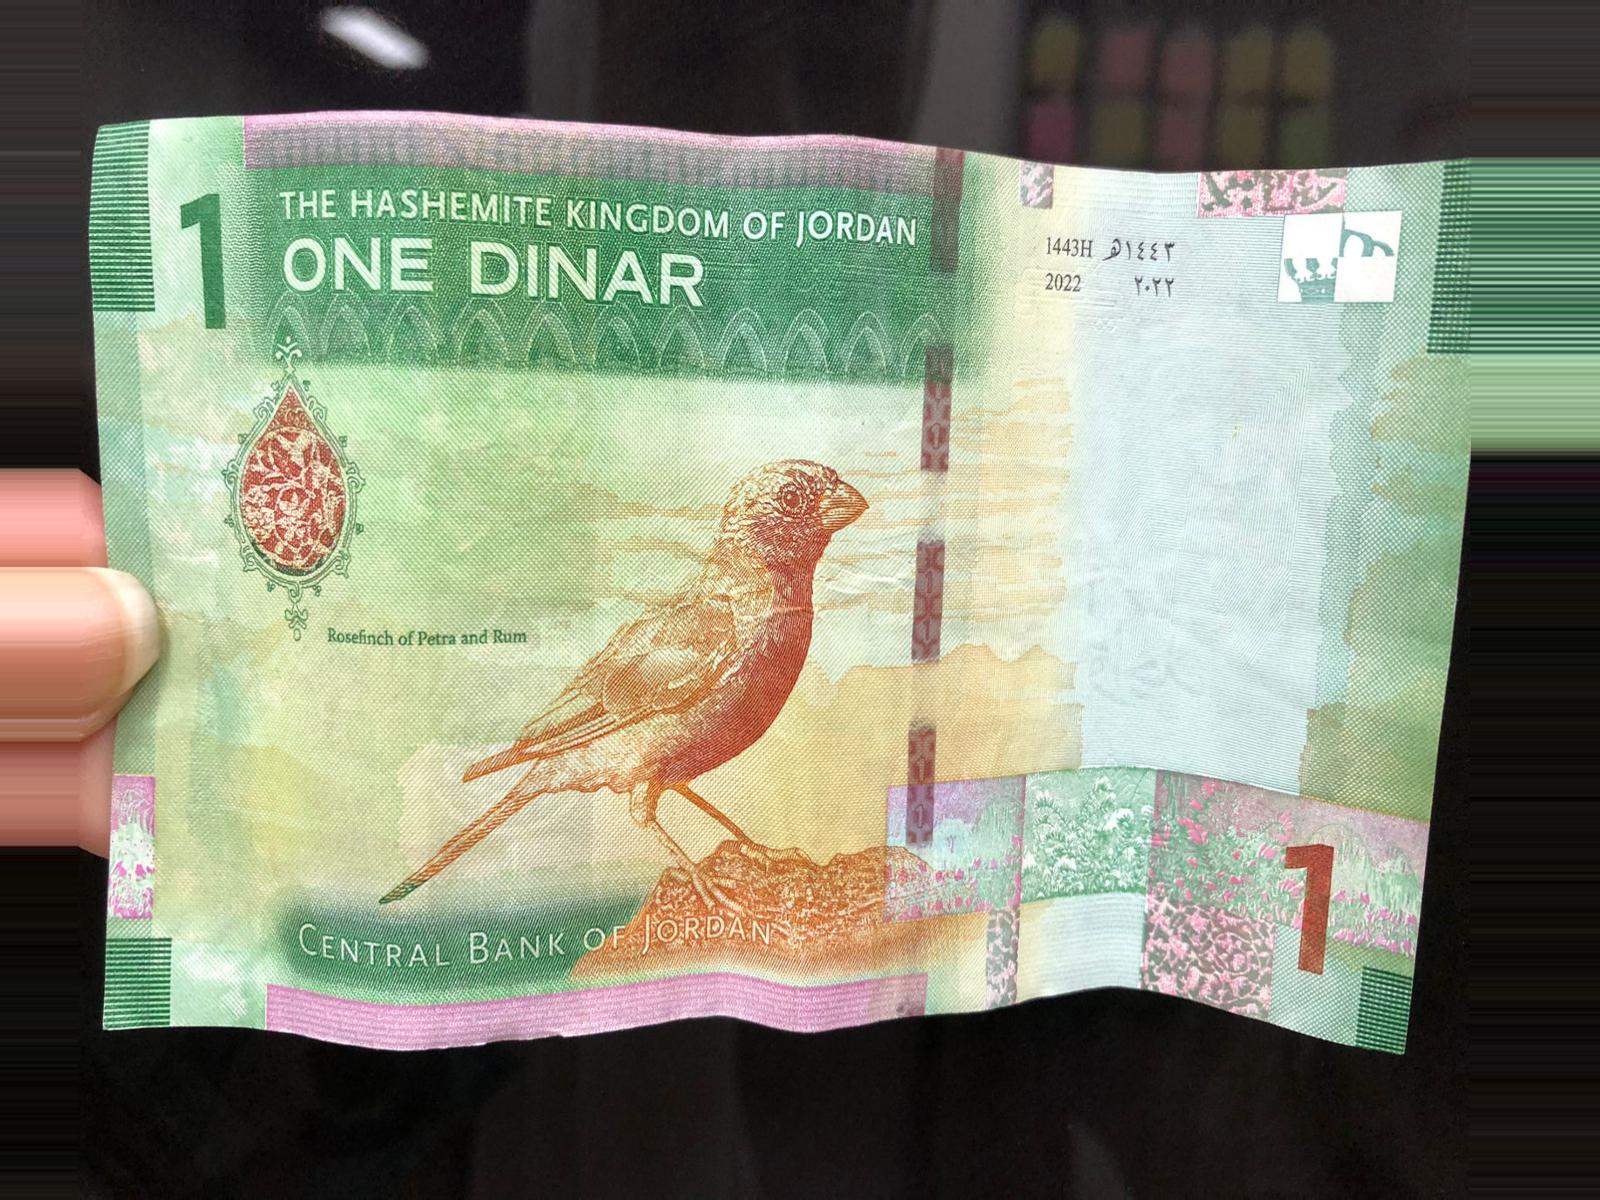 1
THE HASHEMITE KINGDOM OF JORDAN
ONE DINAR
1443H ١٤٤٣هـ
2022 ٢٠٢٢
Rosefinch of Petra and Rum
CENTRAL BANK OF JORDAN
1